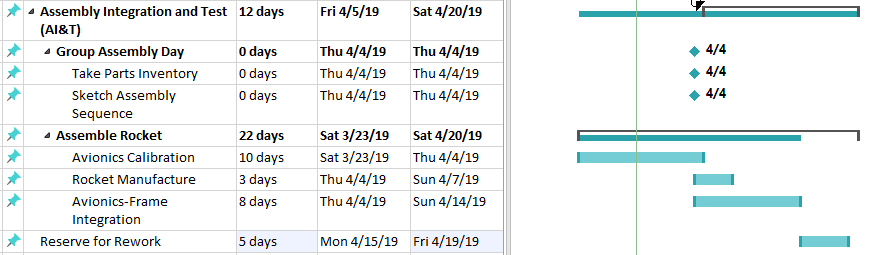 Assembly Integration and Test 12 days Fri 4/5/19 Sat 4/20/19
(AI&T)
Group Assembly Day 0 days Thu 4/4/19 Thu 4/4/19 4/4
Take Parts Inventory 0 days Thu 4/4/19 Thu 4/4/19 4/4
Sketch Assembly 0 days Thu 4/4/19 Thu 4/4/19 4/4
Sequence
Assemble Rocket 22 days Sat 3/23/19 Sat 4/20/19
Avionics Calibration 10 days Sat 3/23/19 Thu 4/4/19
Rocket Manufacture 3 days Thu 4/4/19 Sun 4/7/19
Avionics-Frame 8 days Thu 4/4/19 Sun 4/14/19
Integration
Reserve for Rework 5 days Mon 4/15/19 Fri 4/19/19